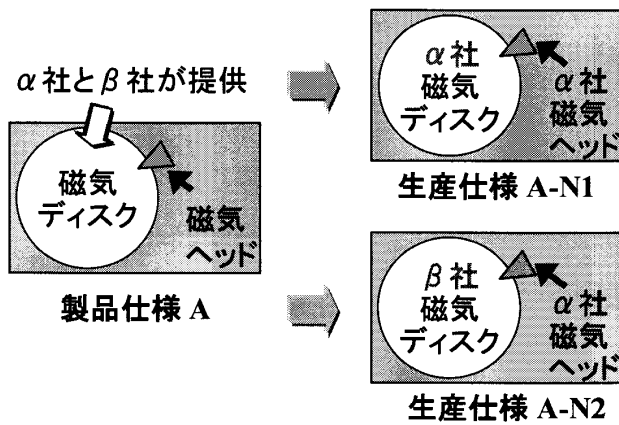 α社とβ社が提供
磁気
ディスク
磁気
ヘッド
製品仕様 A
α社
磁気
ディスク
α社
磁気
ヘッド
生産仕様 A-N1
β社
磁気
ディスク
α社
磁気
ヘッド
生産仕様 A-N2